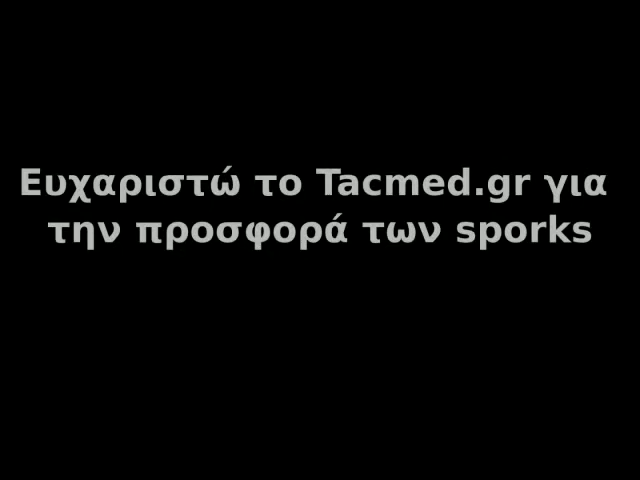 Ευχαριστώ το Tacmed.gr για
την προσφορά των sporks